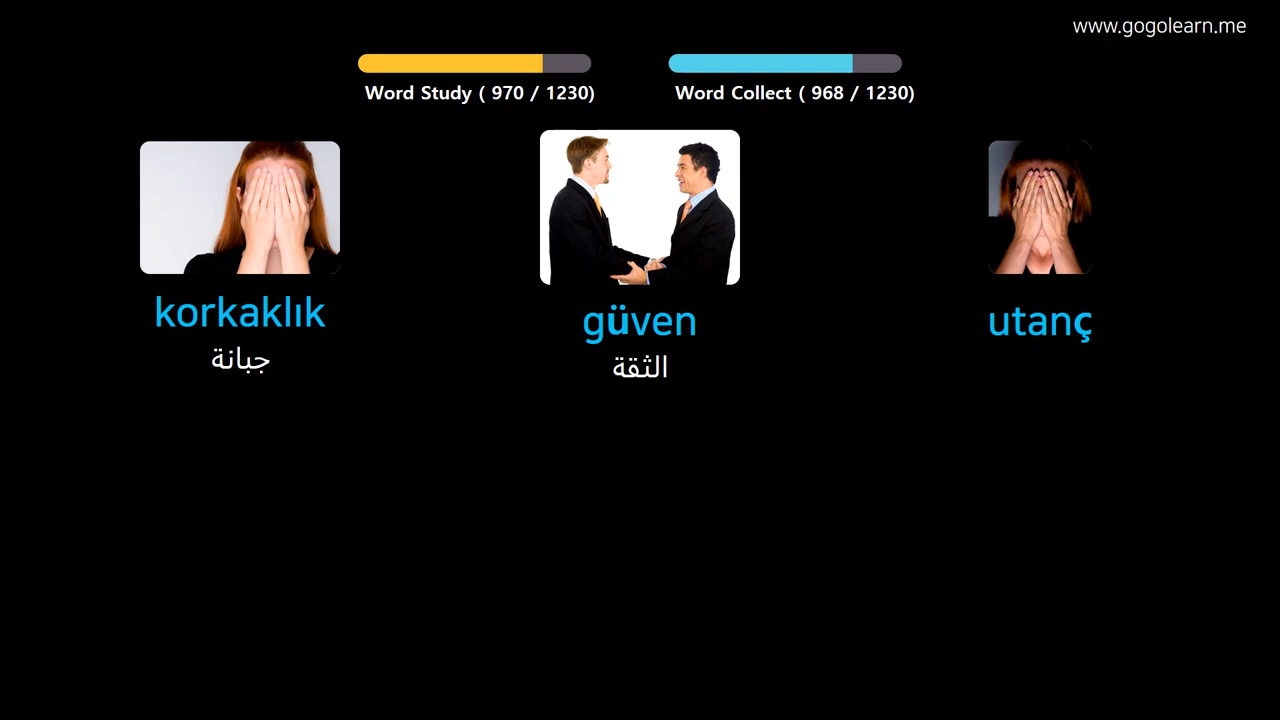 www.gogolearn.me
Word Study ( 970 / 1230)
Word Collect ( 968 / 1230)
korkaklık
جبانة
güven
الثقة
utanç